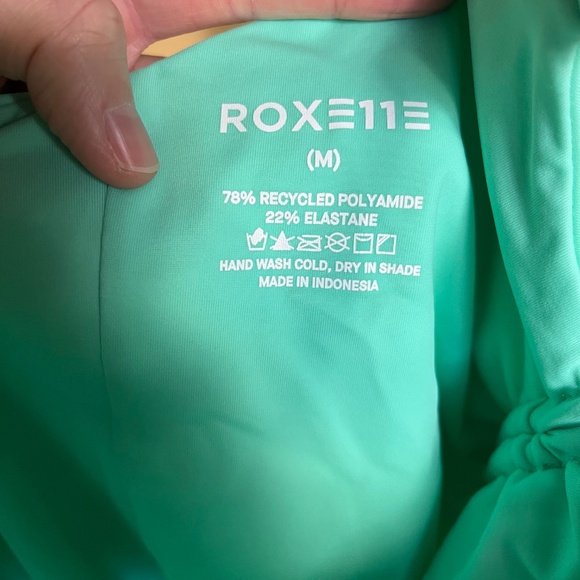 ROXE11E
(M)
78% RECYCLED POLYAMIDE
22% ELASTANE
HAND WASH COLD, DRY IN SHADE
MADE IN INDONESIA